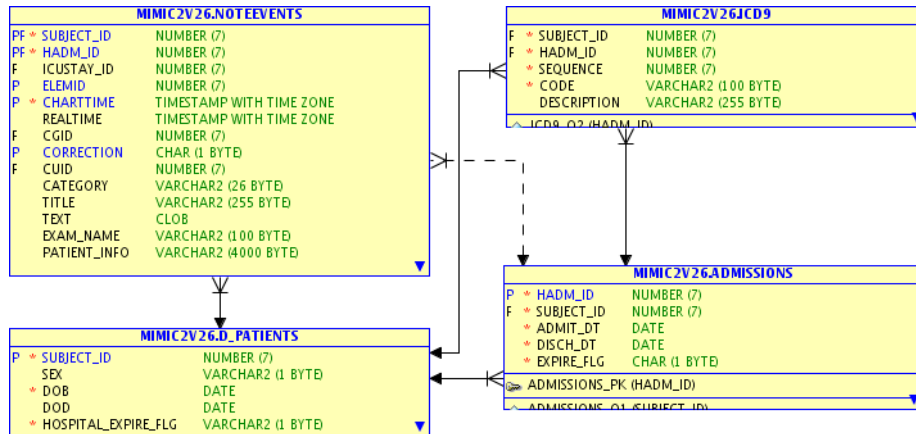 MIMIC2V26.NOTEEVENTS
PF * SUBJECT_ID NUMBER (7)
PF * HADM_ID NUMBER (7)
F ICUSTAY_ID NUMBER (7)
P ELEMID NUMBER (7)
P * CHARTTIME TIMESTAMP WITH TIME ZONE
REALTIME TIMESTAMP WITH TIME ZONE
F CGID NUMBER (7)
P CORRECTION CHAR (1 BYTE)
F CUID NUMBER (7)
CATEGORY VARCHAR2 (26 BYTE)
TITLE VARCHAR2 (255 BYTE)
TEXT CLOB
EXAM_NAME VARCHAR2 (100 BYTE)
PATIENT_INFO VARCHAR2 (4000 BYTE)
MIMIC2V26.ICD9
F * SUBJECT_ID NUMBER (7)
F * HADM_ID NUMBER (7)
* SEQUENCE NUMBER (7)
* CODE VARCHAR2 (100 BYTE)
DESCRIPTION VARCHAR2 (255 BYTE)
ICD9_O2 (HADM_ID)
MIMIC2V26.D_PATIENTS
P * SUBJECT_ID NUMBER (7)
SEX VARCHAR2 (1 BYTE)
* DOB DATE
DOD DATE
* HOSPITAL_EXPIRE_FLG VARCHAR2 (1 BYTE)
MIMIC2V26.ADMISSIONS
P * HADM_ID NUMBER (7)
F * SUBJECT_ID NUMBER (7)
* ADMIT_DT DATE
* DISCH_DT DATE
* EXPIRE_FLG CHAR (1 BYTE)
ADMISSIONS_PK (HADM_ID)
ADMISSIONS_O1 (SUBJECT_ID)